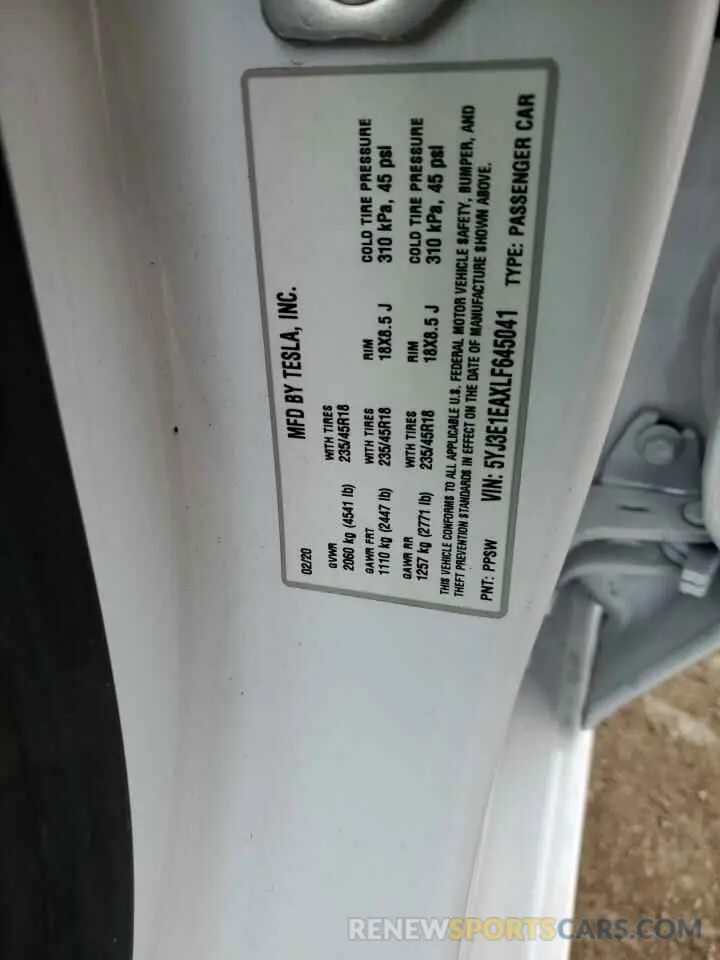 MFD BY TESLA, INC.
02/20
GVWR
2060 kg (4541 lb)
WITH TIRES
235/45R18
GAWR FRT
1110 kg (2447 lb)
WITH TIRES
235/45R18
RIM
18X8.5 J
COLD TIRE PRESSURE
310 kPa, 45 psi
GAWR RR
1257 kg (2771 lb)
WITH TIRES
235/45R18
RIM
18X8.5 J
COLD TIRE PRESSURE
310 kPa, 45 psi
THIS VEHICLE CONFORMS TO ALL APPLICABLE U.S. FEDERAL MOTOR VEHICLE SAFETY, BUMPER, AND
THEFT PREVENTION STANDARDS IN EFFECT ON THE DATE OF MANUFACTURE SHOWN ABOVE.
PNT: PPSW VIN: 5YJ3E1EAXLF645041 TYPE: PASSENGER CAR
RENEWSPORTSCARS.COM